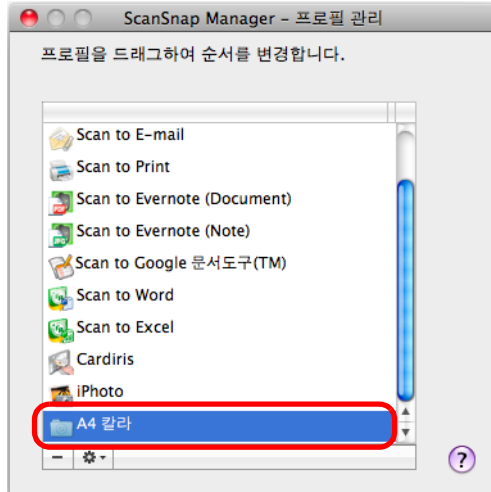 ScanSnap Manager – 프로필 관리
프로필을 드래그하여 순서를 변경합니다.
Scan to E-mail
Scan to Print
Scan to Evernote (Document)
Scan to Evernote (Note)
Scan to Google 문서도구(TM)
Scan to Word
Scan to Excel
Cardiris
iPhoto
A4 칼라
?